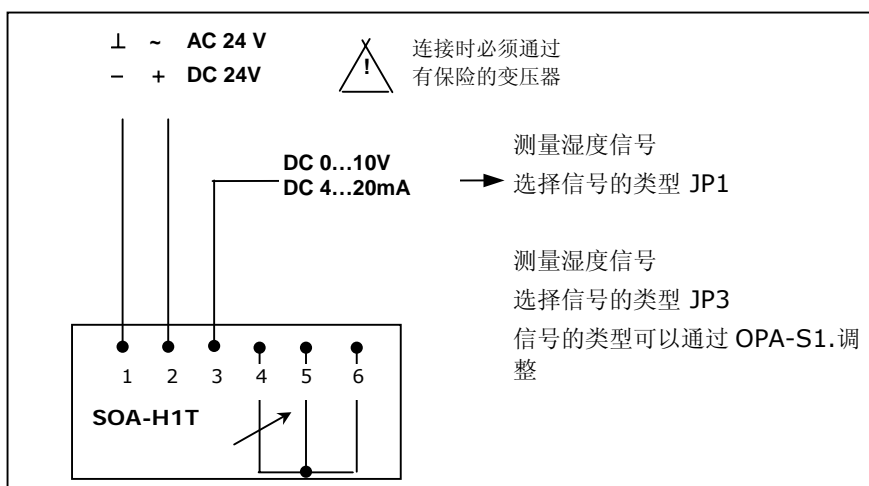 ⊥ ~ AC 24 V
− + DC 24V
!
连接时必须通过
有保险的变压器
DC 0…10V
DC 4…20mA
测量湿度信号
选择信号的类型 JP1
测量湿度信号
选择信号的类型 JP3
信号的类型可以通过 OPA-S1.调
整
1 2 3 4 5 6
SOA-H1T